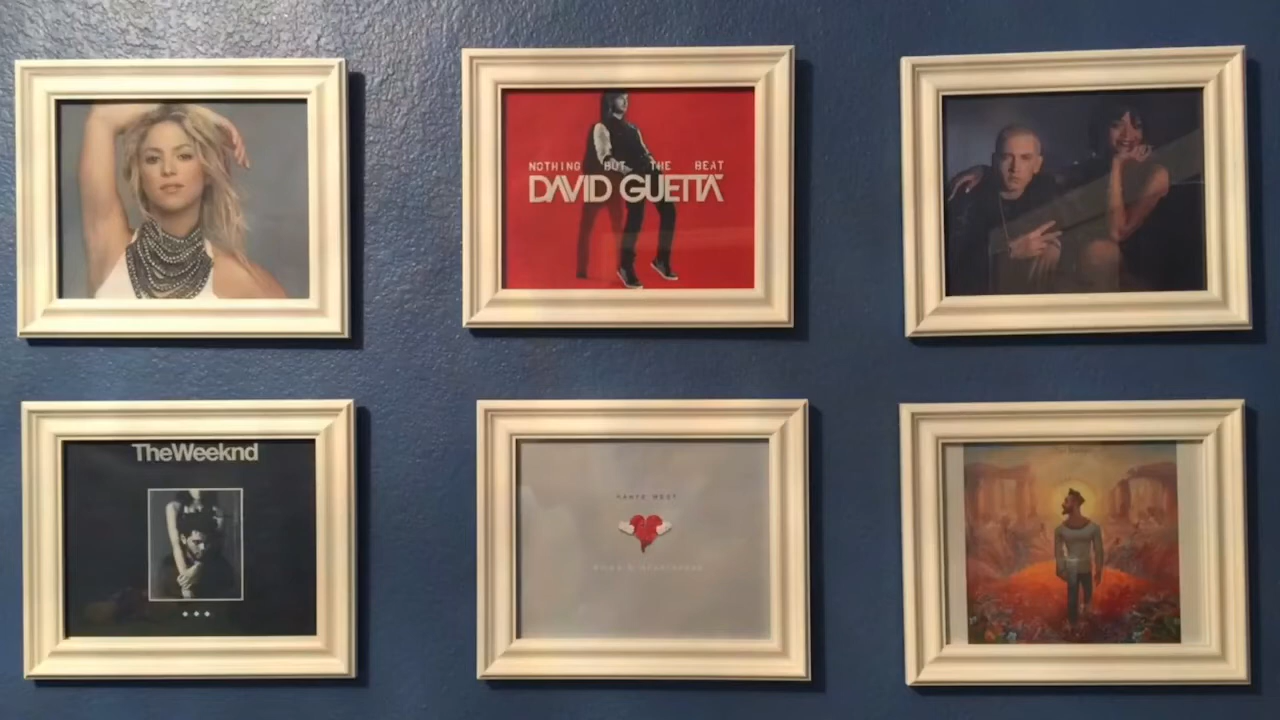 NOTHING BUT THE BEAT
DAVID GUETTA
TheWeeknd
KANYE WEST